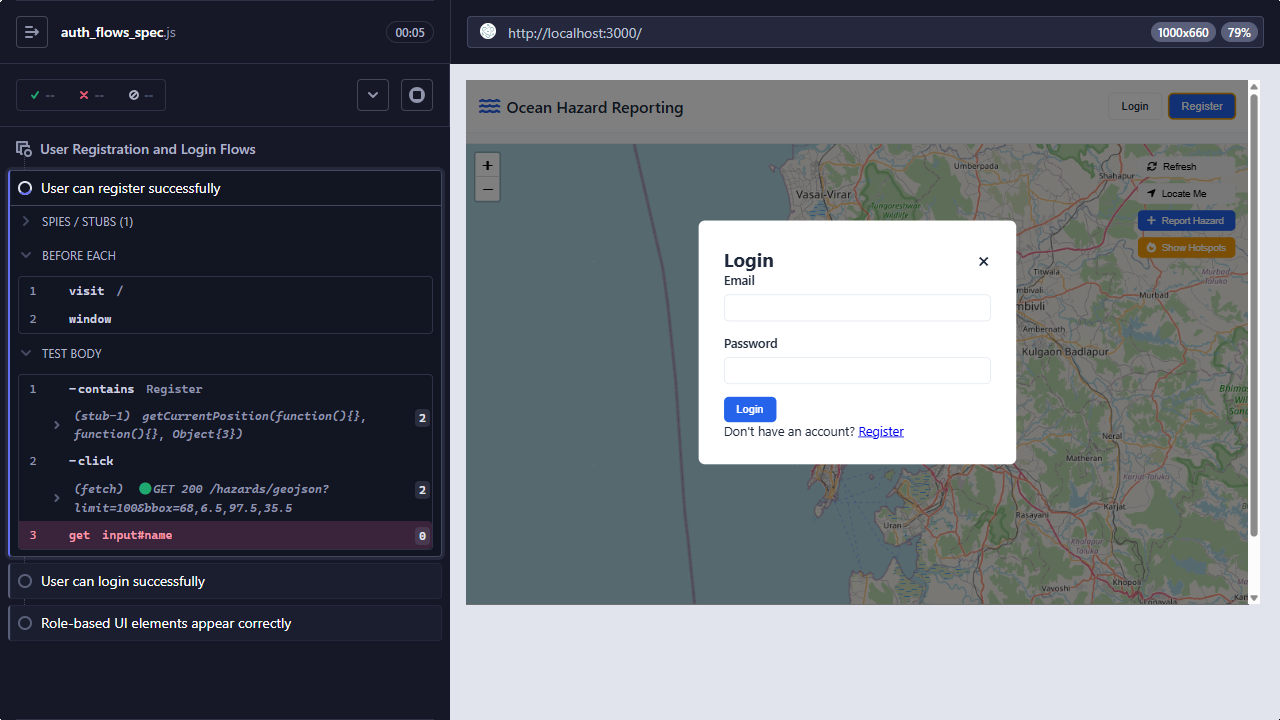 auth_flows_spec.js
00:05
--
--
--
User Registration and Login Flows
User can register successfully
SPIES / STUBS (1)
BEFORE EACH
1 visit /
2 window
TEST BODY
1 -contains Register
(stub-1) getCurrentPosition(function(){},
function(){}, Object{3})
2
2 -click
(fetch) GET 200 /hazards/geojson?
limit=100&bbox=68,6.5,97.5,35.5
2
3 get input#name 0
User can login successfully
Role-based UI elements appear correctly
http://localhost:3000/
1000x660
79%
Ocean Hazard Reporting
Login
Register
+
−
Refresh
Locate Me
Report Hazard
Show Hotspots
Umberpada
Shahapur
Vasai-Virar
Tungareshwar
Wildlife
Titwala
Murbad
Ambernath
Kulgaon Badlapur
Neral
Matheran
Karjat
Uran
Rasayani
Khopoli
Vavoshi
Login
×
Email
Password
Login
Don't have an account? Register